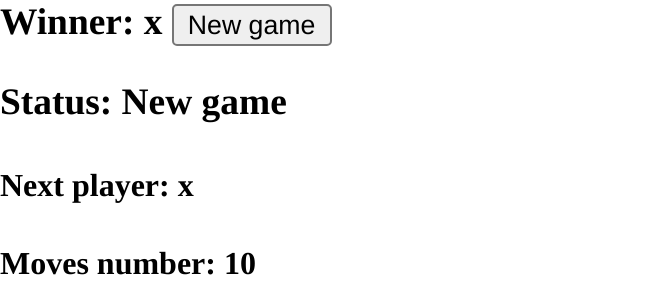 Winner: x New game
Status: New game
Next player: x
Moves number: 10